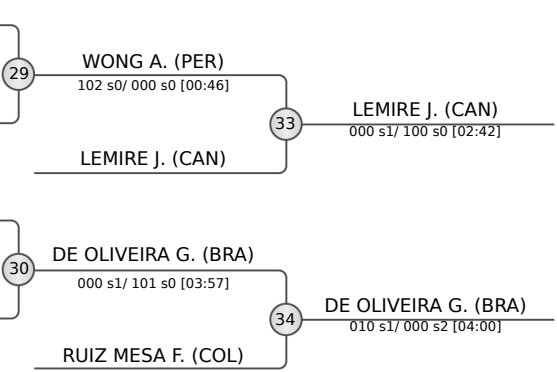 29
WONG A. (PER)
102 s0/ 000 s0 [00:46]
33
LEMIRE J. (CAN)
000 s1/ 100 s0 [02:42]
LEMIRE J. (CAN)
30
DE OLIVEIRA G. (BRA)
000 s1/ 101 s0 [03:57]
34
DE OLIVEIRA G. (BRA)
010 s1/ 000 s2 [04:00]
RUIZ MESA F. (COL)